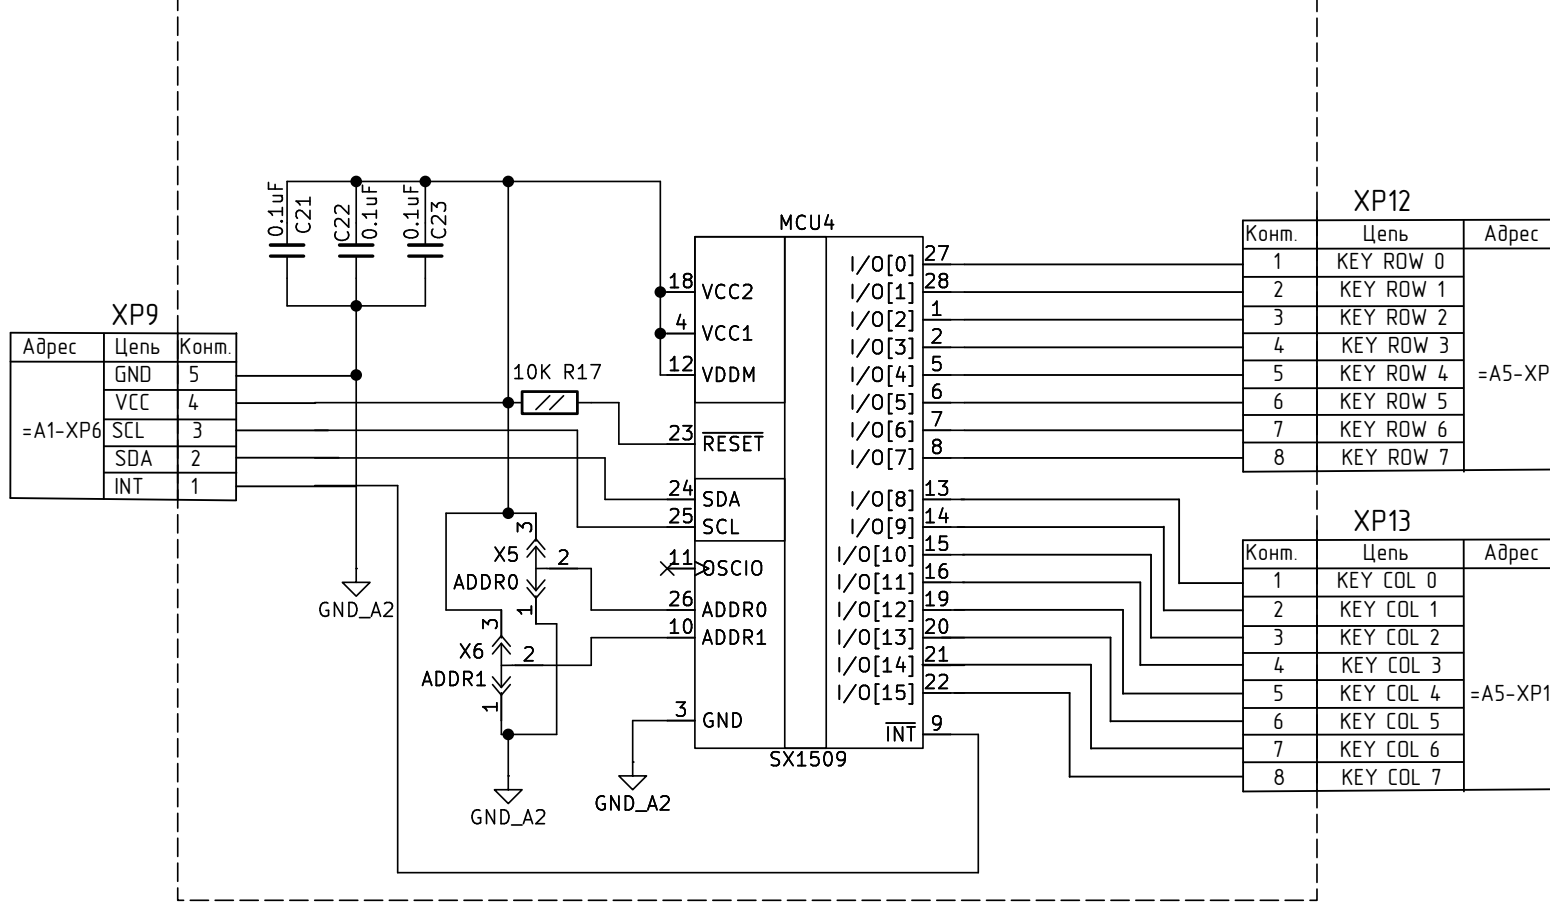 0.1uF
C21
C22
0.1uF
0.1uF
C23
XP9
Адрес Цепь Конт.
GND 5
VCC 4
=A1-XP6 SCL 3
SDA 2
INT 1
GND_A2
10K R17
X5
ADDR0
3
2
1
X6
ADDR1
3
2
1
GND_A2
GND_A2
MCU4
18 VCC2
4 VCC1
12 VDDM
23 RESET
24 SDA
25 SCL
11 OSCIO
26 ADDR0
10 ADDR1
3 GND
I/O[0] 27
I/O[1] 28
I/O[2] 1
I/O[3] 2
I/O[4] 5
I/O[5] 6
I/O[6] 7
I/O[7] 8
I/O[8] 13
I/O[9] 14
I/O[10] 15
I/O[11] 16
I/O[12] 19
I/O[13] 20
I/O[14] 21
I/O[15] 22
INT 9
SX1509
XP12
Конт. Цепь Адрес
1 KEY ROW 0
2 KEY ROW 1
3 KEY ROW 2
4 KEY ROW 3
5 KEY ROW 4 =A5-XP
6 KEY ROW 5
7 KEY ROW 6
8 KEY ROW 7
XP13
Конт. Цепь Адрес
1 KEY COL 0
2 KEY COL 1
3 KEY COL 2
4 KEY COL 3
5 KEY COL 4 =A5-XP1
6 KEY COL 5
7 KEY COL 6
8 KEY COL 7